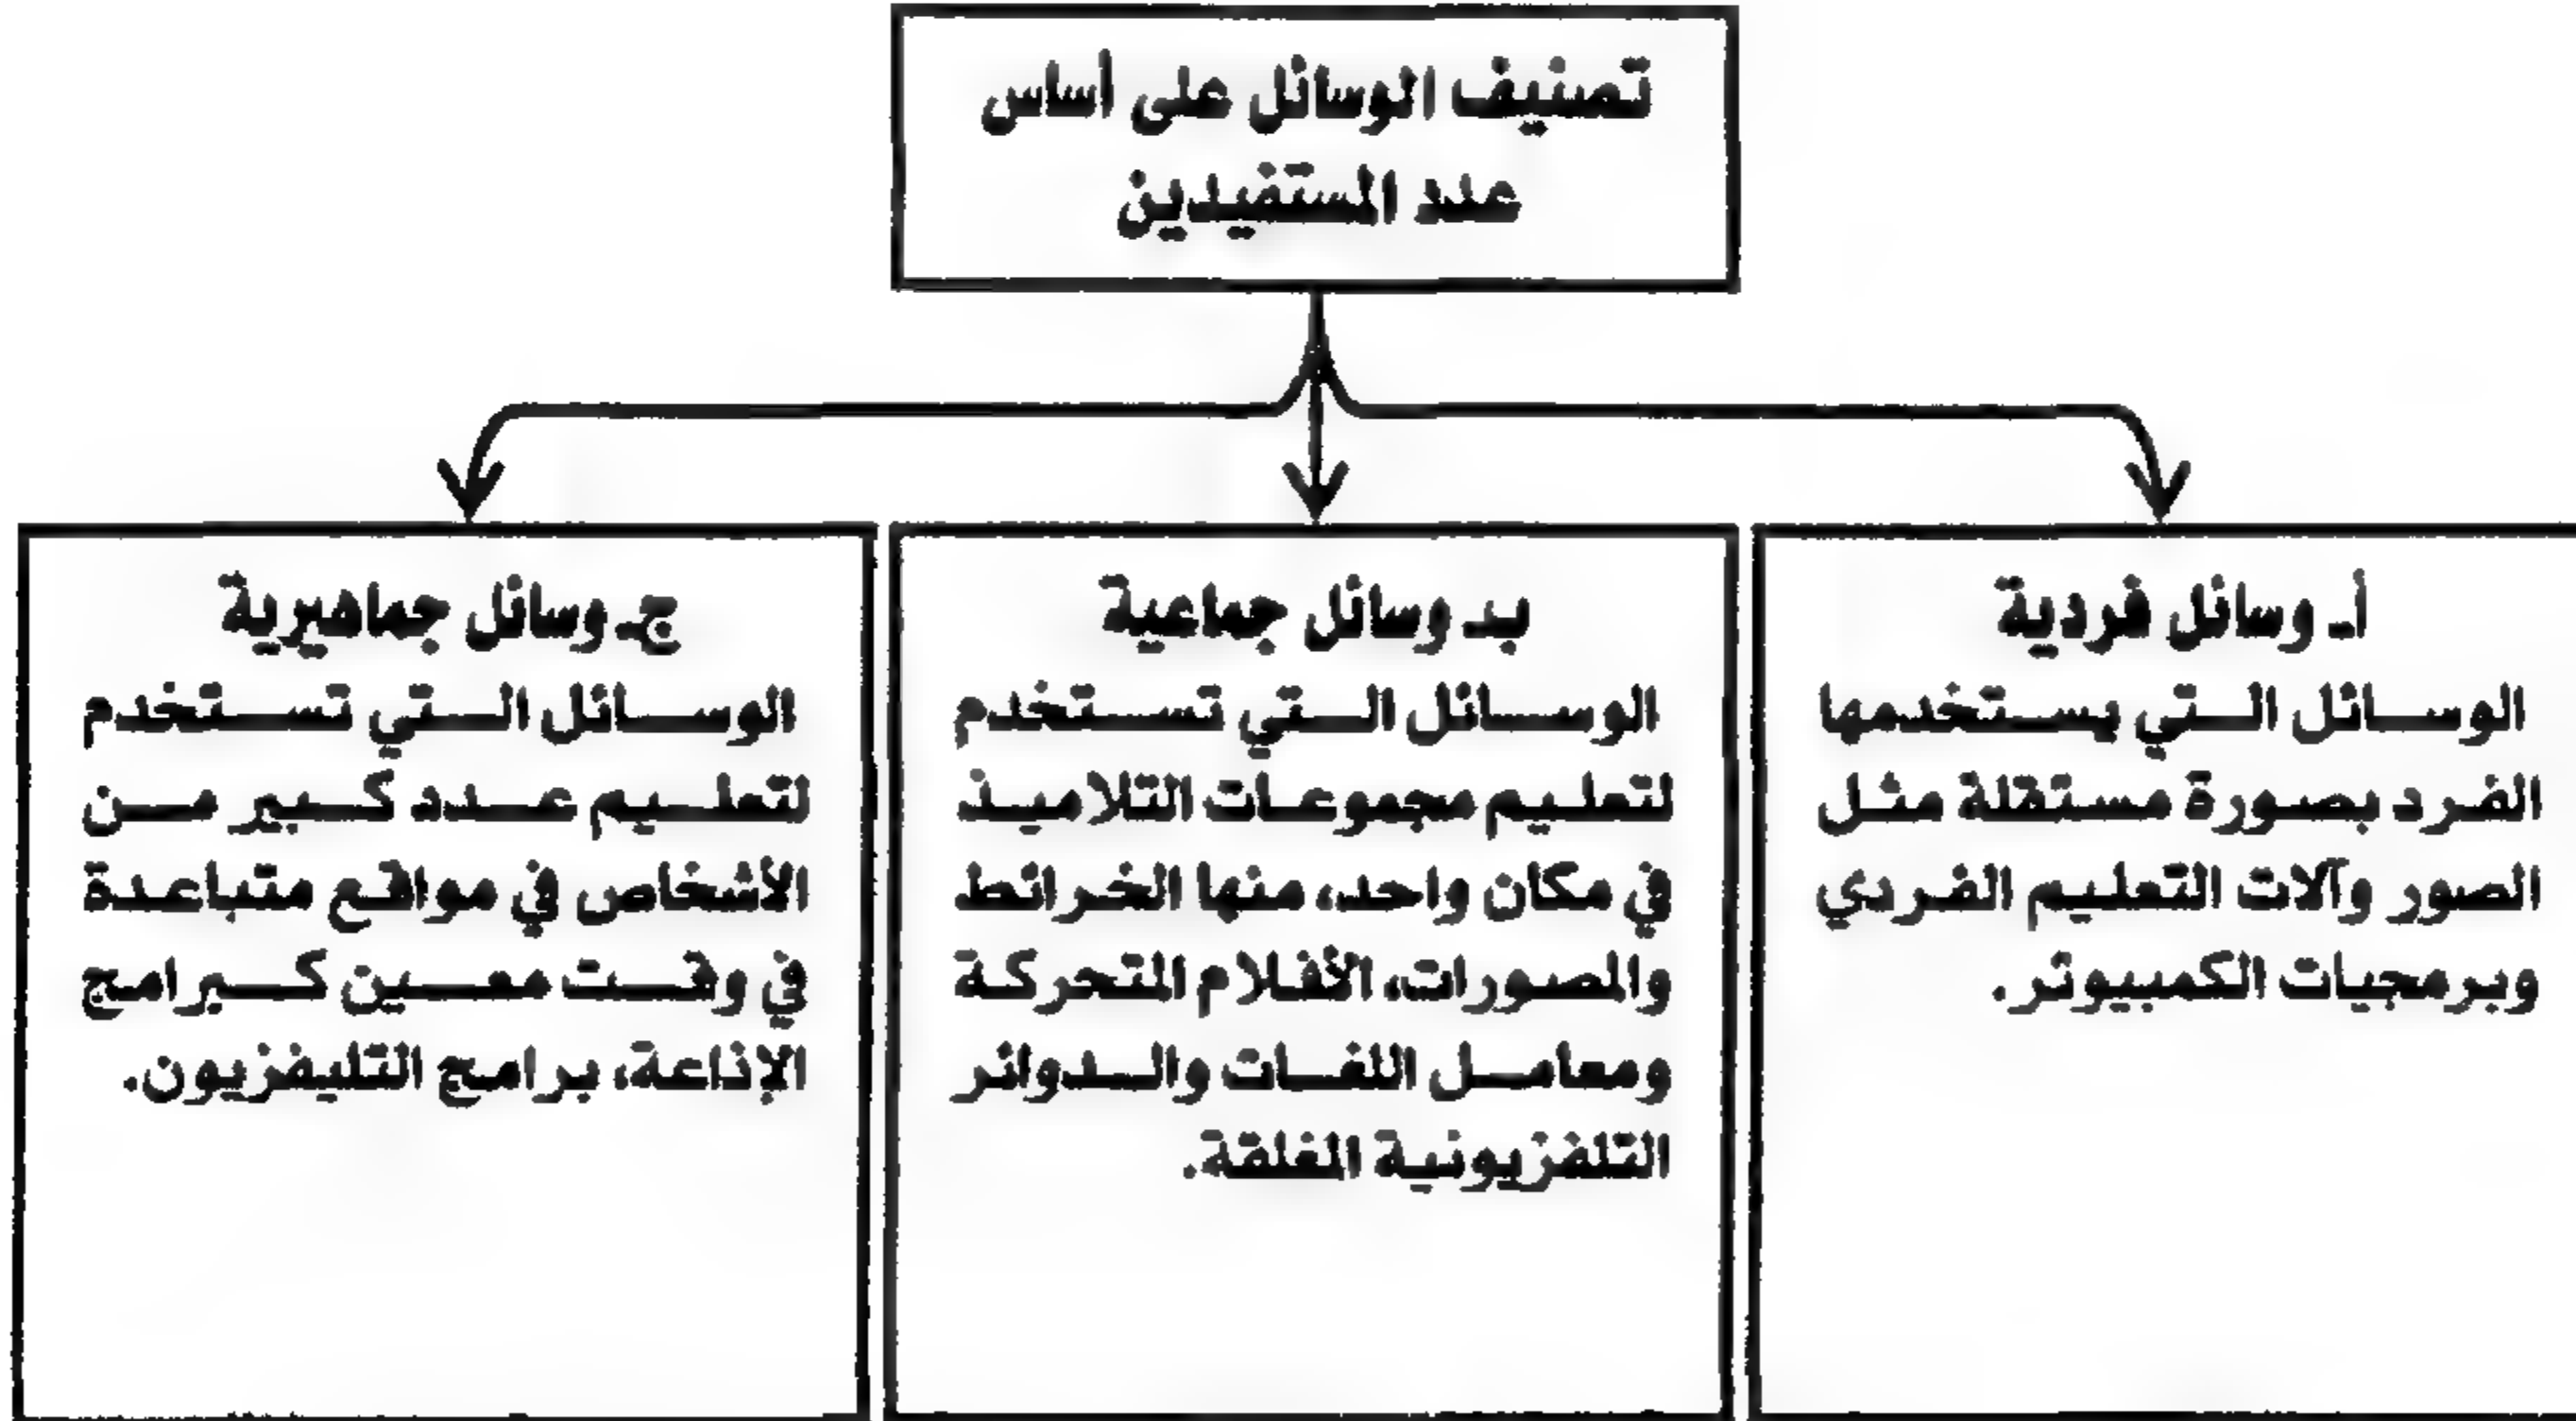 تصنيف الوسائل على أساس
عدد المستفيدين
أ- وسائل فردية
الوسائل التي يستخدمها
الفرد بصورة مستقلة مثل
الصور وآلات التعليم الفردي
وبرمجيات الكمبيوتر.
ب- وسائل جماعية
الوسائل التي تستخدم
لتعليم مجموعات التلاميذ
في مكان واحد، منها الخرائط
والمصورات، الأفلام المتحركة
ومعامل اللغات والدوائر
التلفزيونية المغلقة.
ج- وسائل جماهيرية
الوسائل التي تستخدم
لتعليم عدد كبير من
الأشخاص في مواقع متباعدة
في وقت معين كبرامج
الإذاعة، برامج التليفزيون.